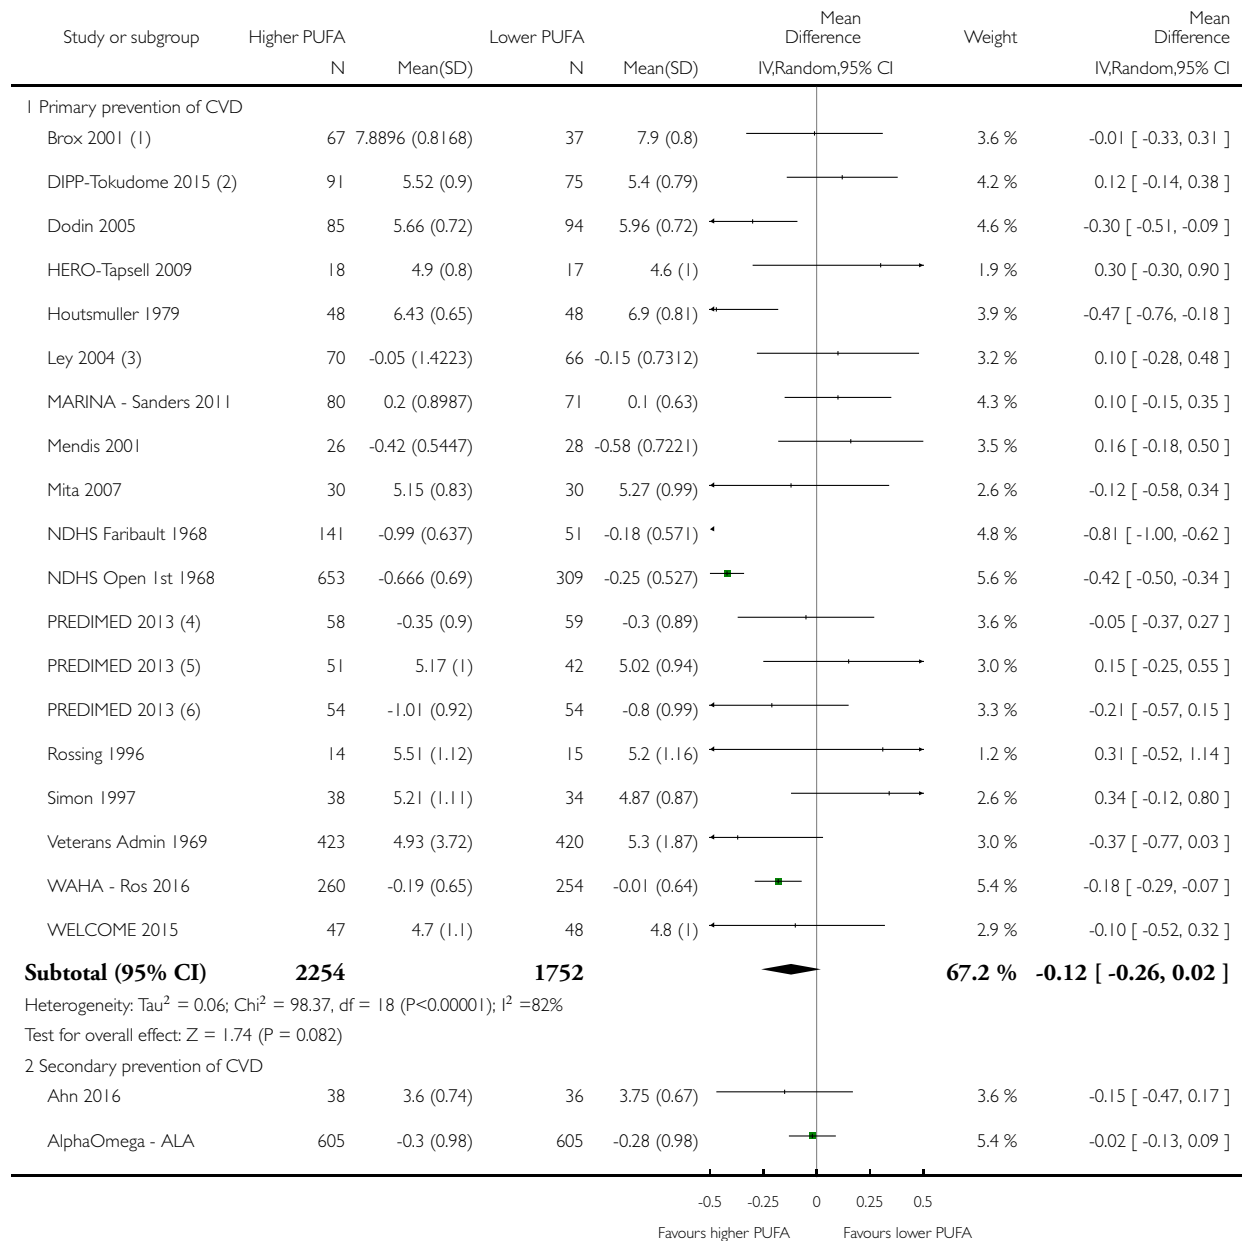 Mean Mean
Study or subgroup Higher PUFA Lower PUFA Difference Weight Difference
N Mean(SD) N Mean(SD) IV,Random,95% CI IV,Random,95% CI
1 Primary prevention of CVD
Brox 2001 (1) 67 7.8896 (0.8168) 37 7.9 (0.8) 3.6 % -0.01 [ -0.33, 0.31 ]
DIPP-Tokudome 2015 (2) 91 5.52 (0.9) 75 5.4 (0.79) 4.2 % 0.12 [ -0.14, 0.38 ]
Dodin 2005 85 5.66 (0.72) 94 5.96 (0.72) 4.6 % -0.30 [ -0.51, -0.09 ]
HERO-Tapsell 2009 18 4.9 (0.8) 17 4.6 (1) 1.9 % 0.30 [ -0.30, 0.90 ]
Houtsmuller 1979 48 6.43 (0.65) 48 6.9 (0.81) 3.9 % -0.47 [ -0.76, -0.18 ]
Ley 2004 (3) 70 -0.05 (1.4223) 66 -0.15 (0.7312) 3.2 % 0.10 [ -0.28, 0.48 ]
MARINA - Sanders 2011 80 0.2 (0.8987) 71 0.1 (0.63) 4.3 % 0.10 [ -0.15, 0.35 ]
Mendis 2001 26 -0.42 (0.5447) 28 -0.58 (0.7221) 3.5 % 0.16 [ -0.18, 0.50 ]
Mita 2007 30 5.15 (0.83) 30 5.27 (0.99) 2.6 % -0.12 [ -0.58, 0.34 ]
NDHS Faribault 1968 141 -0.99 (0.637) 51 -0.18 (0.571) 4.8 % -0.81 [ -1.00, -0.62 ]
NDHS Open 1st 1968 653 -0.666 (0.69) 309 -0.25 (0.527) 5.6 % -0.42 [ -0.50, -0.34 ]
PREDIMED 2013 (4) 58 -0.35 (0.9) 59 -0.3 (0.89) 3.6 % -0.05 [ -0.37, 0.27 ]
PREDIMED 2013 (5) 51 5.17 (1) 42 5.02 (0.94) 3.0 % 0.15 [ -0.25, 0.55 ]
PREDIMED 2013 (6) 54 -1.01 (0.92) 54 -0.8 (0.99) 3.3 % -0.21 [ -0.57, 0.15 ]
Rossing 1996 14 5.51 (1.12) 15 5.2 (1.16) 1.2 % 0.31 [ -0.52, 1.14 ]
Simon 1997 38 5.21 (1.11) 34 4.87 (0.87) 2.6 % 0.34 [ -0.12, 0.80 ]
Veterans Admin 1969 423 4.93 (3.72) 420 5.3 (1.87) 3.0 % -0.37 [ -0.77, 0.03 ]
WAHA - Ros 2016 260 -0.19 (0.65) 254 -0.01 (0.64) 5.4 % -0.18 [ -0.29, -0.07 ]
WELCOME 2015 47 4.7 (1.1) 48 4.8 (1) 2.9 % -0.10 [ -0.52, 0.32 ]
Subtotal (95% CI) 2254 1752 67.2 % -0.12 [ -0.26, 0.02 ]
Heterogeneity: Tau² = 0.06; Chi² = 98.37, df = 18 (P<0.00001); I² =82%
Test for overall effect: Z = 1.74 (P = 0.082)
2 Secondary prevention of CVD
Ahn 2016 38 3.6 (0.74) 36 3.75 (0.67) 3.6 % -0.15 [ -0.47, 0.17 ]
AlphaOmega - ALA 605 -0.3 (0.98) 605 -0.28 (0.98) 5.4 % -0.02 [ -0.13, 0.09 ]
-0.5 -0.25 0 0.25 0.5
Favours higher PUFA Favours lower PUFA